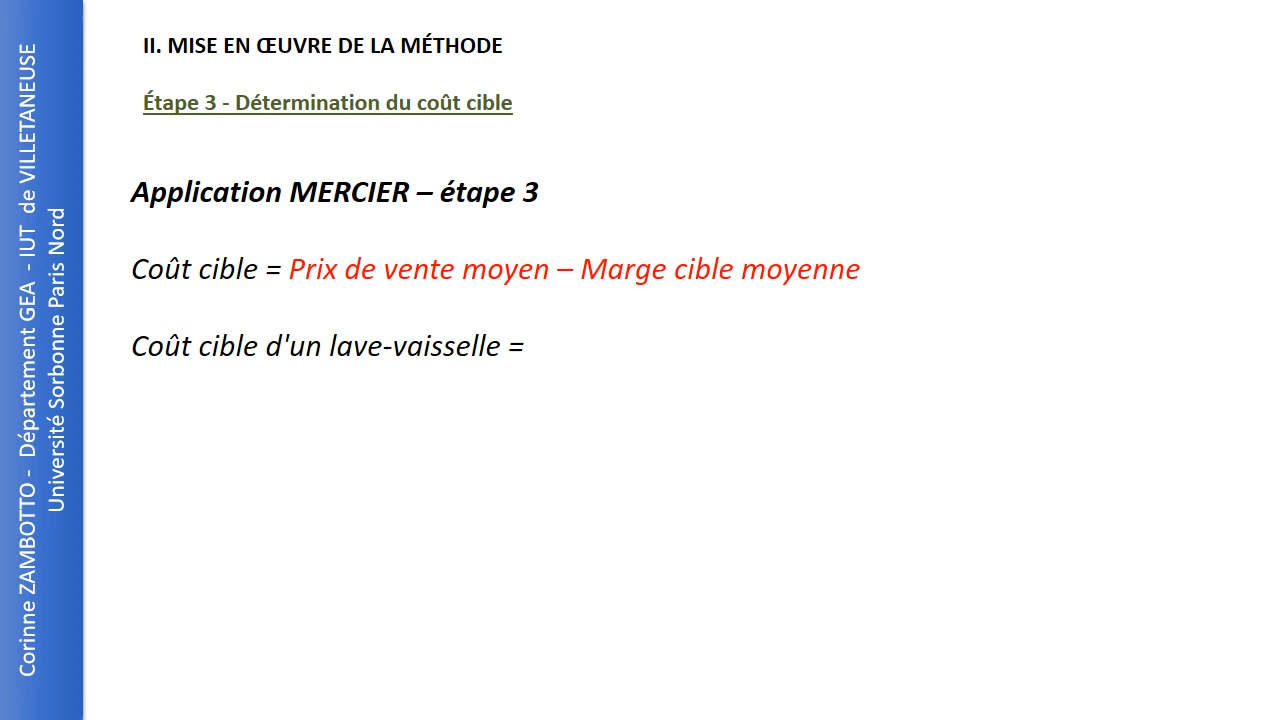 II. MISE EN ŒUVRE DE LA MÉTHODE
Étape 3 - Détermination du coût cible
Application MERCIER – étape 3
Coût cible = Prix de vente moyen – Marge cible moyenne
Coût cible d'un lave-vaisselle =
Corinne ZAMBOTTO - Département GEA - IUT de VILLETANEUSE
Université Sorbonne Paris Nord